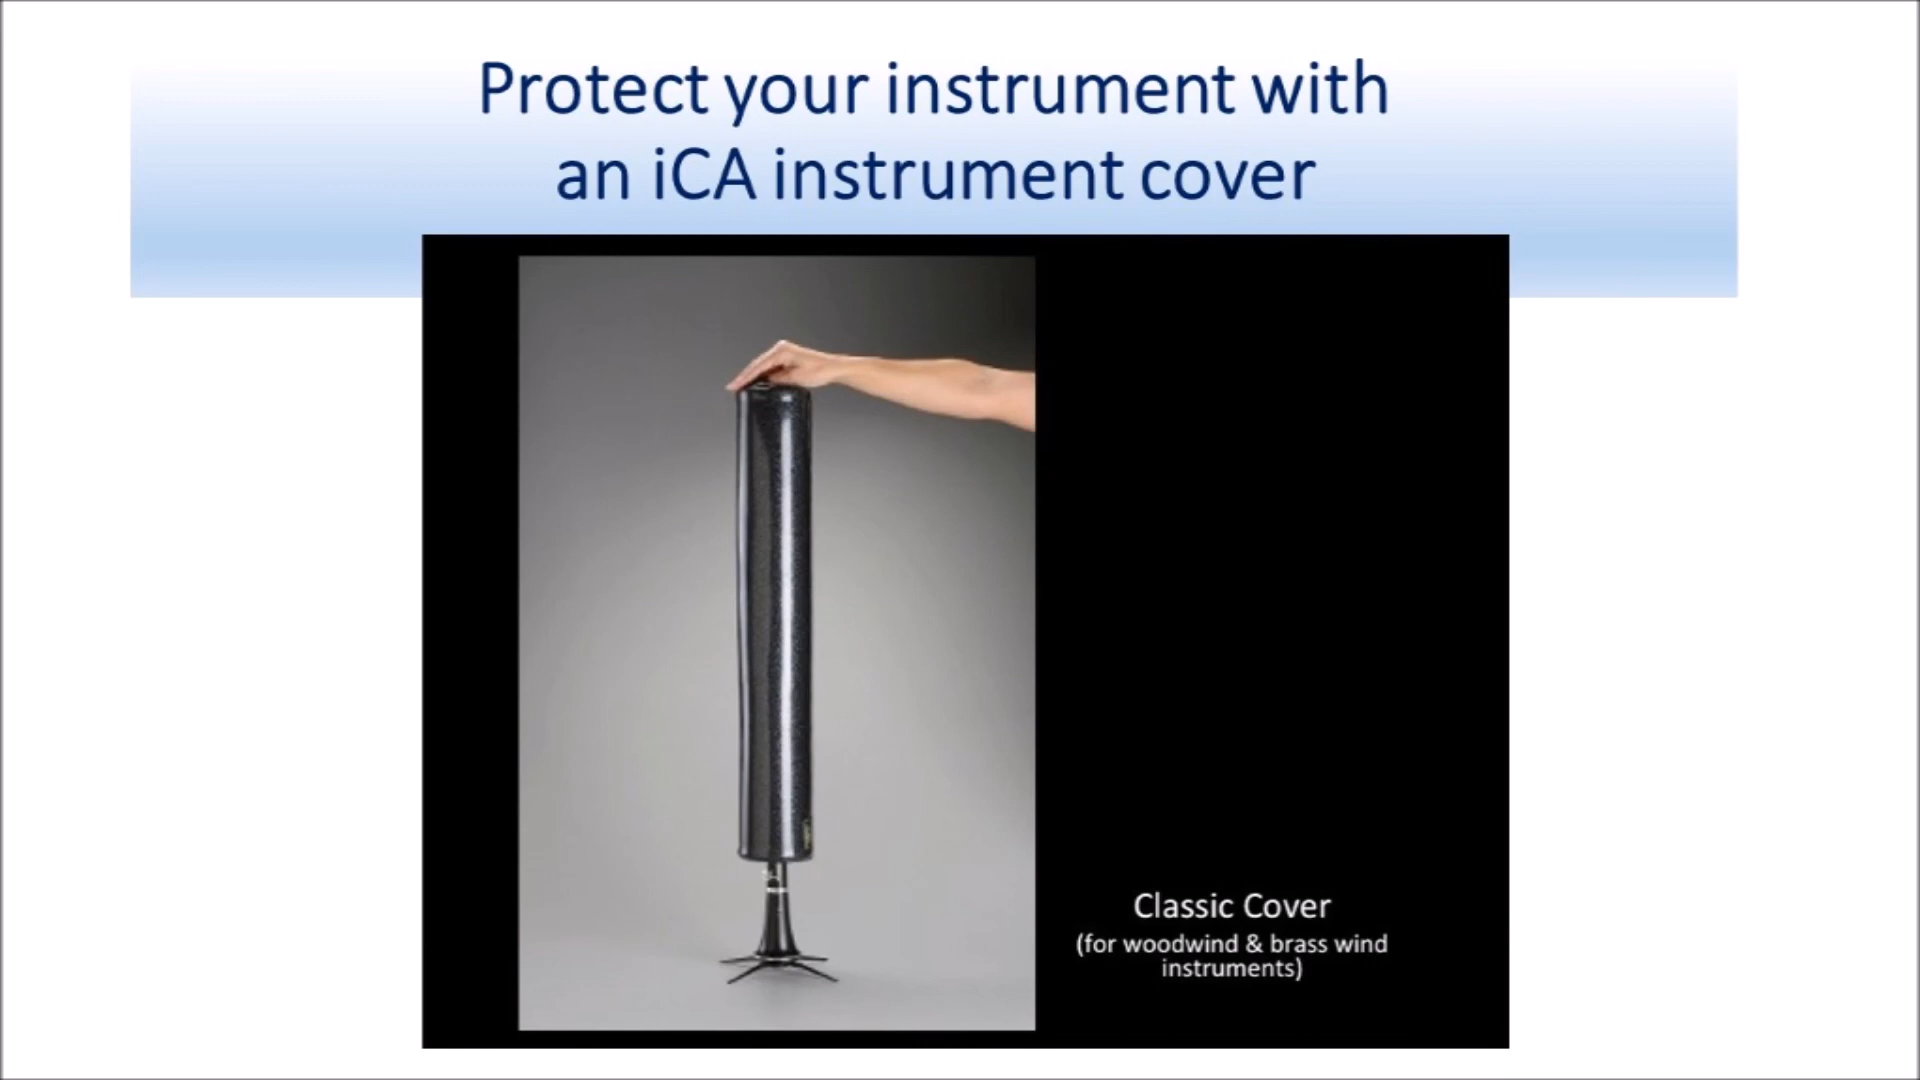 Protect your instrument with
an iCA instrument cover
Classic Cover
(for woodwind & brass wind
instruments)